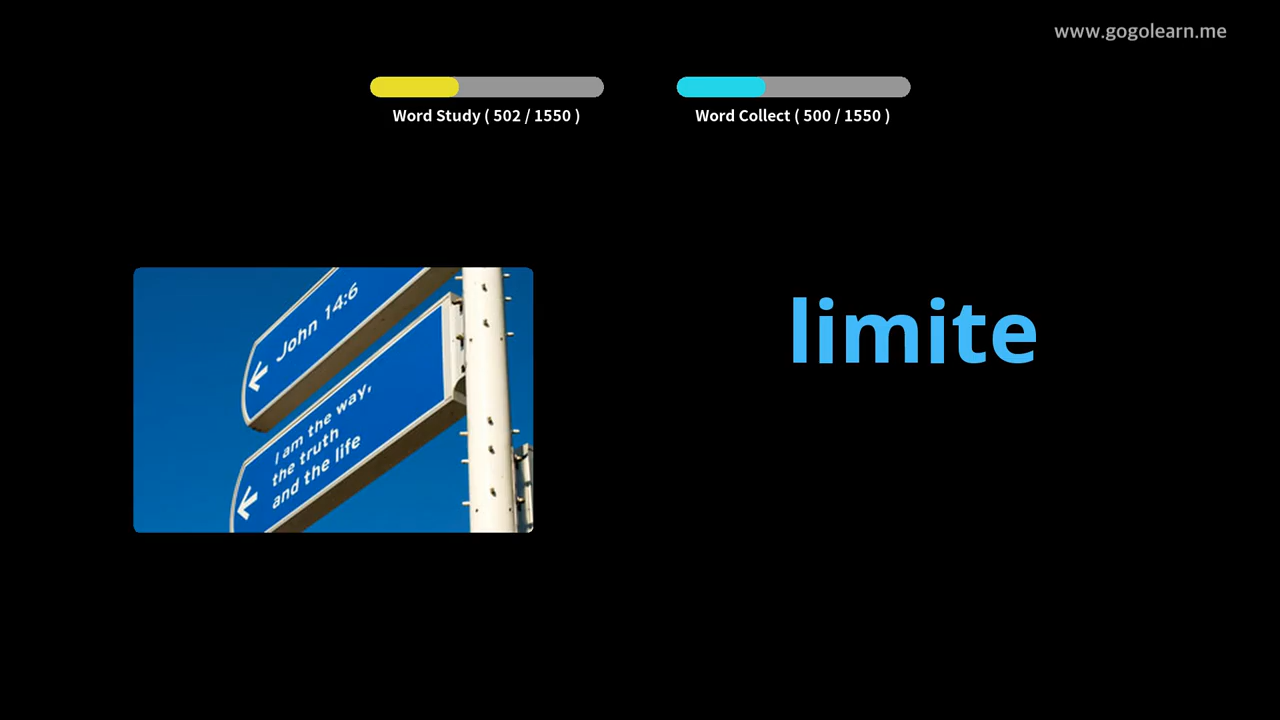 www.gogolearn.me
Word Study ( 502 / 1550 )
Word Collect ( 500 / 1550 )
John 14:6
I am the way,
the truth
and the life
limite